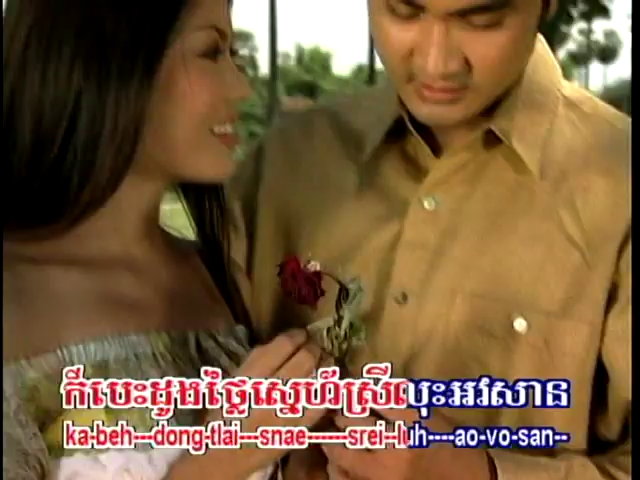 ក៏បេះដូងថ្លៃស្នេហ៍ស្រីលុះអវសាន
ka-beh---dong-tlai---snae------srei--luh----ao-vo-san--